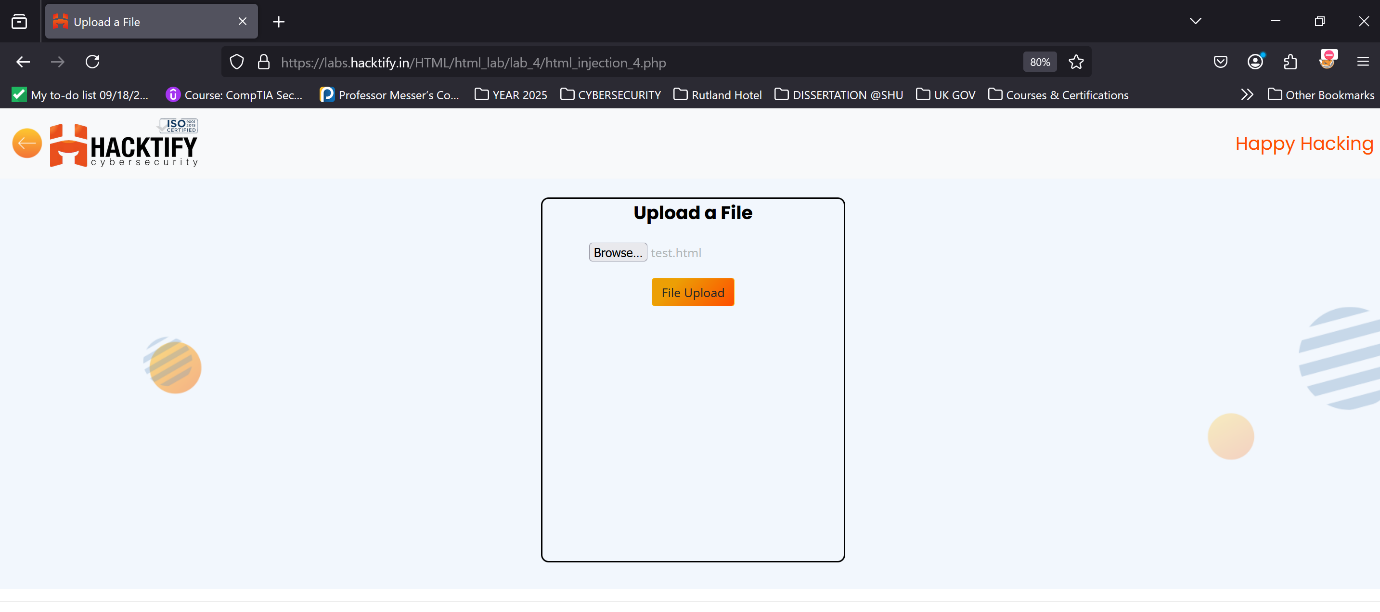 Upload a File
https://labs.hacktify.in/HTML/html_lab/lab_4/html_injection_4.php
80%
My to-do list 09/18/2...
Course: CompTIA Sec...
Professor Messer's Co...
YEAR 2025
CYBERSECURITY
Rutland Hotel
DISSERTATION @SHU
UK GOV
Courses & Certifications
Other Bookmarks
ISO
CERTIFIED
HACKTIFY
cybersecurity
Happy Hacking
Upload a File
Browse... test.html
File Upload